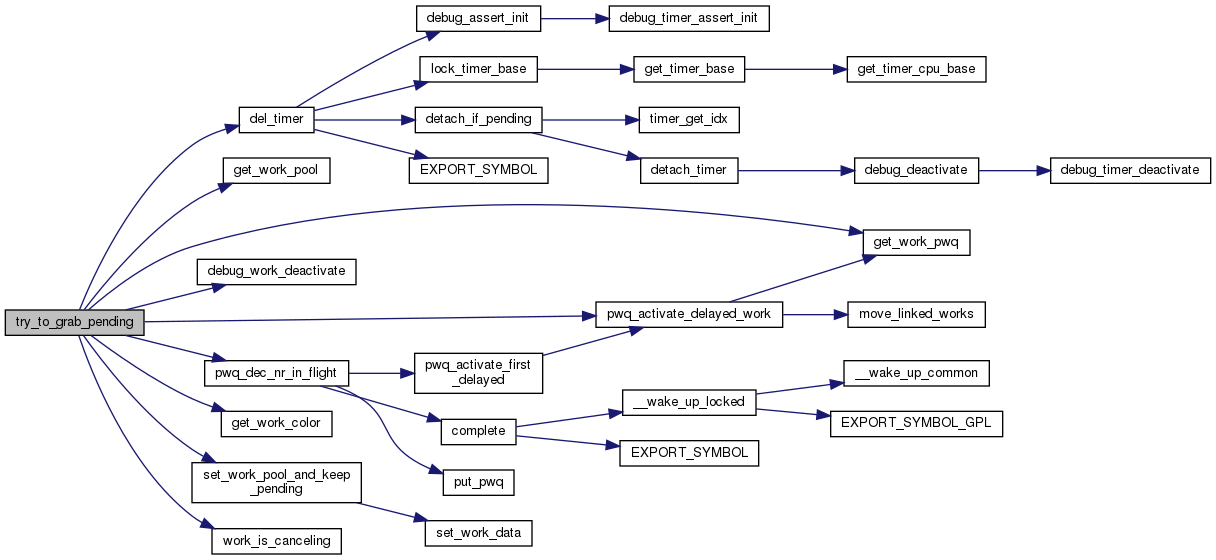 debug_assert_init
debug_timer_assert_init
lock_timer_base
get_timer_base
get_timer_cpu_base
del_timer
detach_if_pending
timer_get_idx
get_work_pool
EXPORT_SYMBOL
detach_timer
debug_deactivate
debug_timer_deactivate
get_work_pwq
debug_work_deactivate
try_to_grab_pending
pwq_activate_delayed_work
move_linked_works
pwq_dec_nr_in_flight
pwq_activate_first
_delayed
__wake_up_common
__wake_up_locked
get_work_color
complete
EXPORT_SYMBOL_GPL
EXPORT_SYMBOL
set_work_pool_and_keep
_pending
put_pwq
work_is_canceling
set_work_data